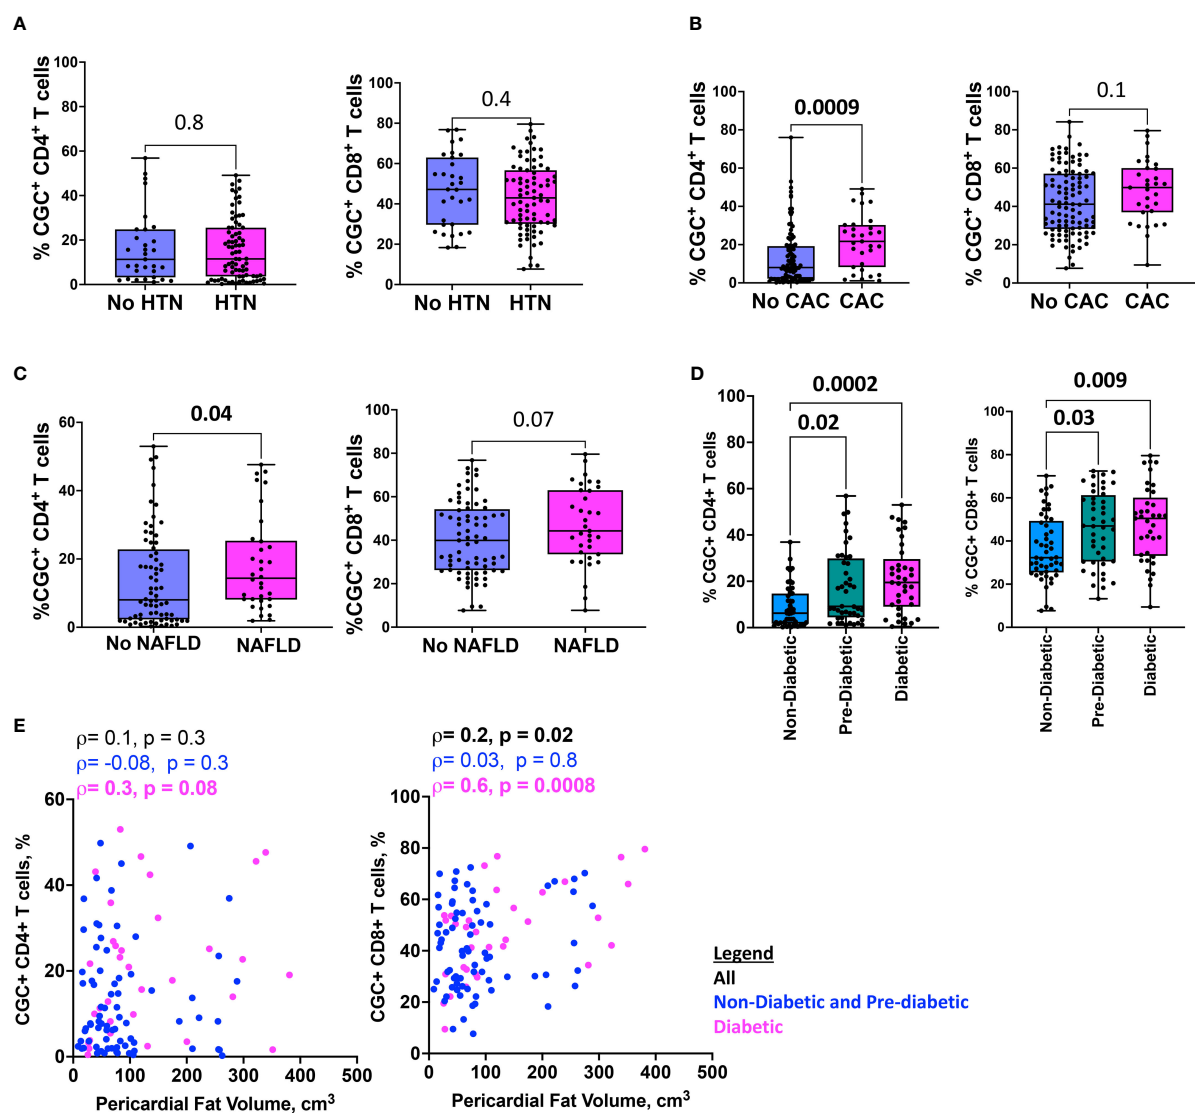 A
% CGC+ CD4+ T cells
100
80
60
40
20
0
0.8
No HTN
HTN
% CGC+ CD8+ T cells
100
80
60
40
20
0
0.4
No HTN
HTN
B
% CGC+ CD4+ T cells
100
80
60
40
20
0
0.0009
No CAC
CAC
% CGC+ CD8+ T cells
100
80
60
40
20
0
0.1
No CAC
CAC
C
%CGC+ CD4+ T cells
60
40
20
0
0.04
No NAFLD
NAFLD
%CGC+ CD8+ T cells
100
80
60
40
20
0
0.07
No NAFLD
NAFLD
D
% CGC+ CD4+ T cells
100
80
60
40
20
0
0.0002
0.02
Non-Diabetic
Pre-Diabetic
Diabetic
% CGC+ CD8+ T cells
100
80
60
40
20
0
0.009
0.03
Non-Diabetic
Pre-Diabetic
Diabetic
E
ρ= 0.1, p = 0.3
ρ= -0.08, p = 0.3
ρ= 0.3, p = 0.08
CGC+ CD4+ T cells, %
60
40
20
0
0
100
200
300
400
500
Pericardial Fat Volume, cm³
ρ= 0.2, p = 0.02
ρ= 0.03, p = 0.8
ρ= 0.6, p = 0.0008
CGC+ CD8+ T cells, %
100
80
60
40
20
0
0
100
200
300
400
500
Pericardial Fat Volume, cm³
Legend
All
Non-Diabetic and Pre-diabetic
Diabetic